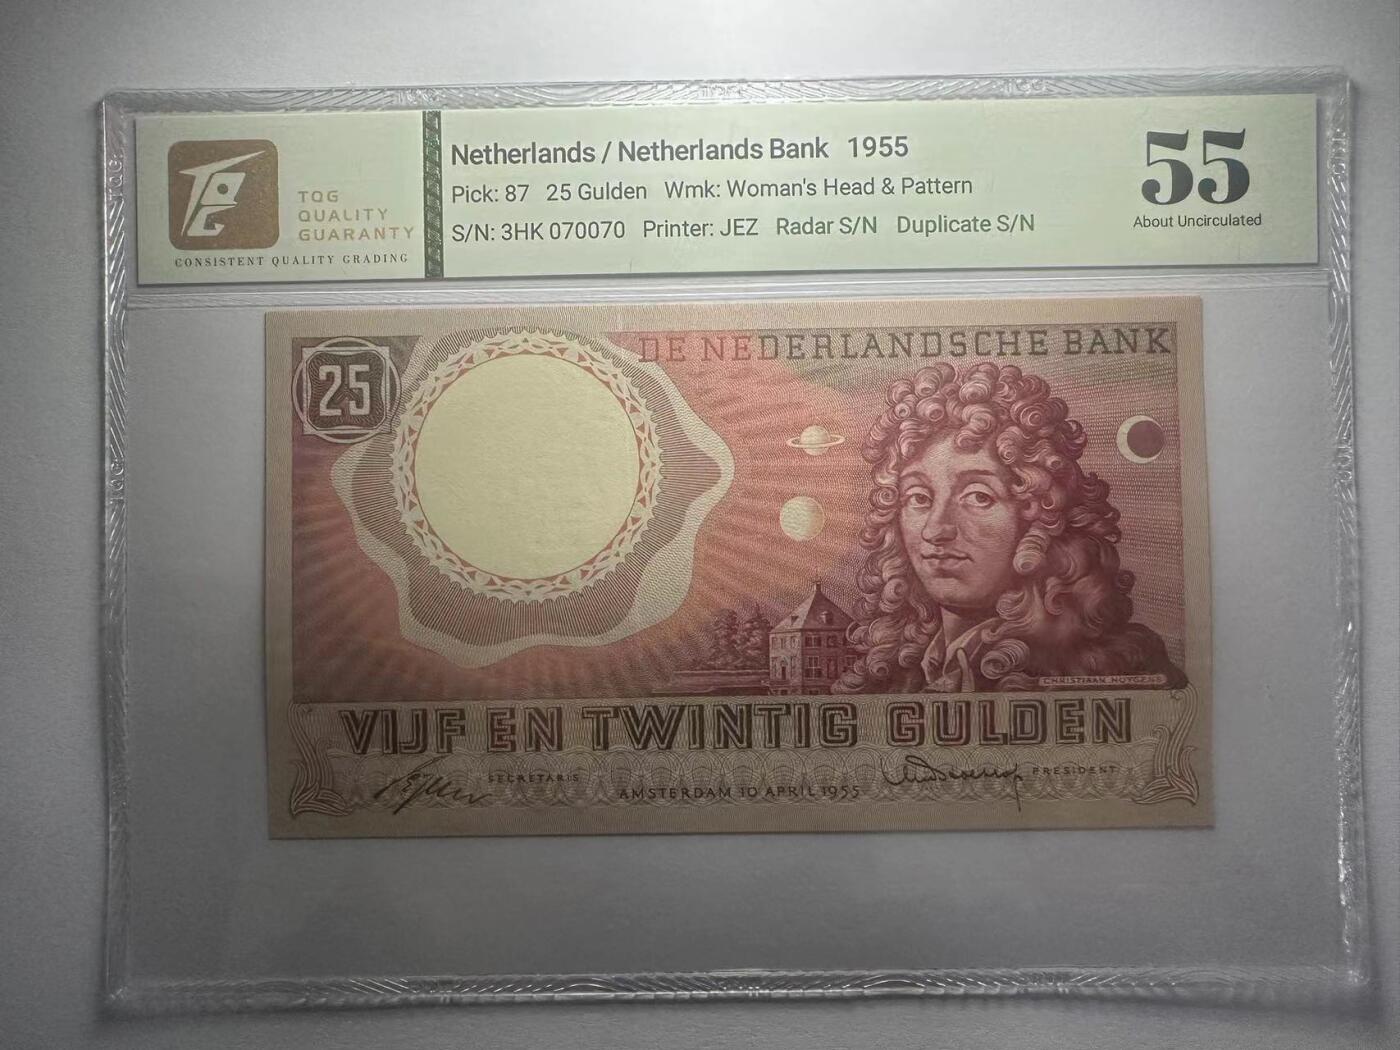 TQG
QUALITY
GUARANTY
CONSISTENT QUALITY GRADING
Netherlands / Netherlands Bank 1955
Pick: 87 25 Gulden Wmk: Woman's Head & Pattern
S/N: 3HK 070070 Printer: JEZ Radar S/N Duplicate S/N
55
About Uncirculated
25
DE NEDERLANDSCHE BANK
CHRISTIAAN HUYGENS
VIJF EN TWINTIG GULDEN
SECRETARIS
PRESIDENT
AMSTERDAM 10 APRIL 1955